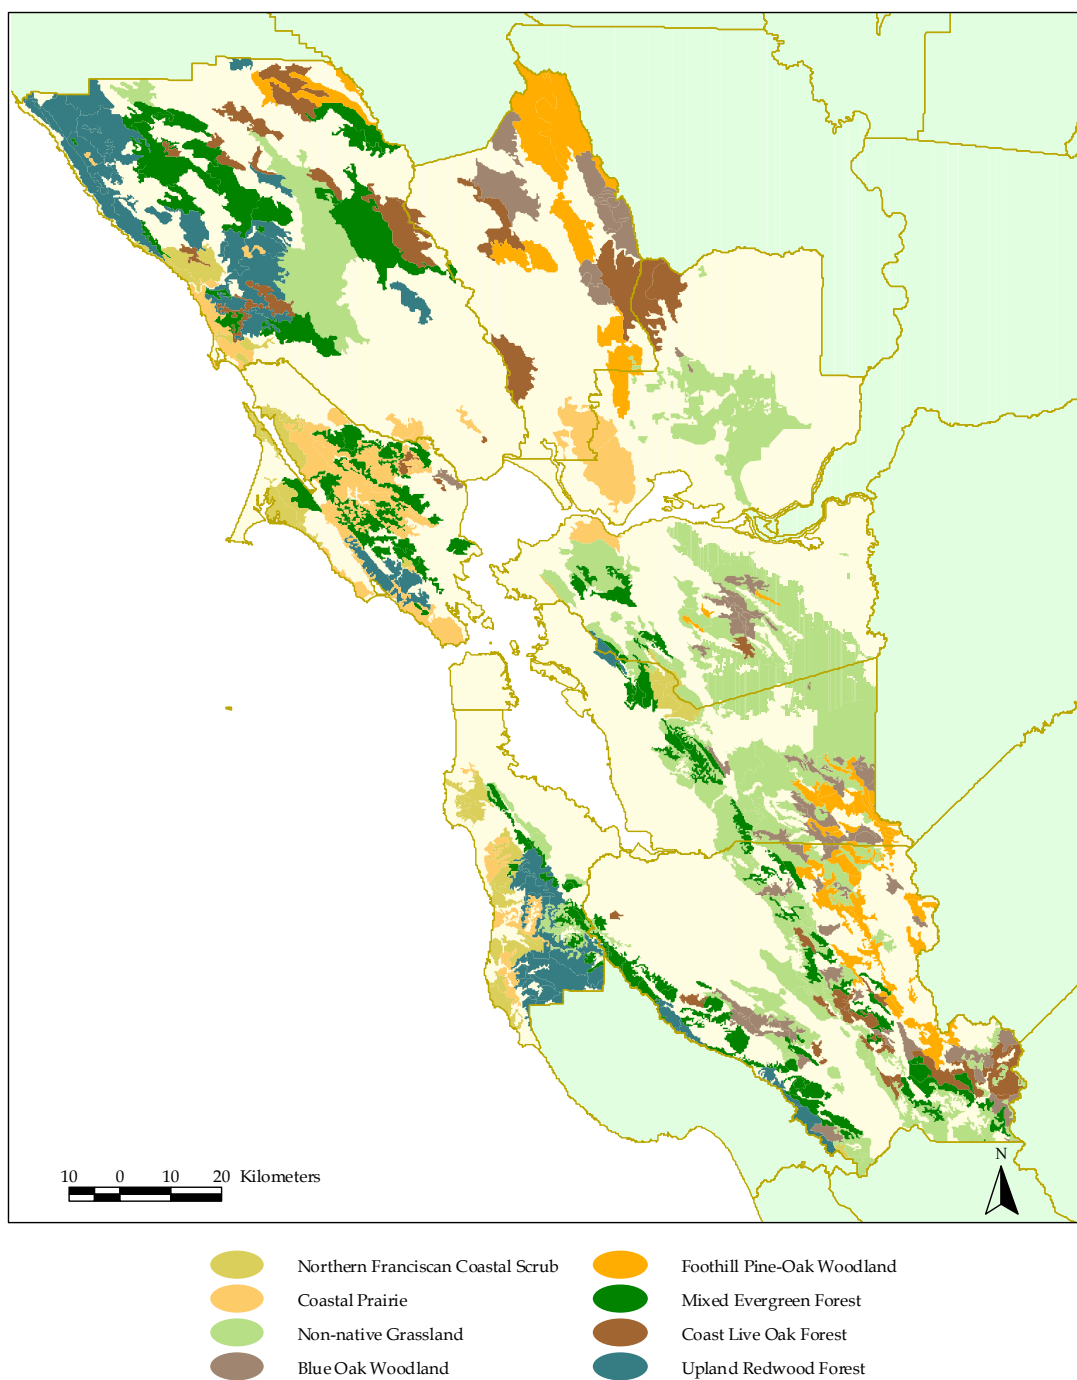 N
10 0 10 20 Kilometers
Northern Franciscan Coastal Scrub
Coastal Prairie
Non-native Grassland
Blue Oak Woodland
Foothill Pine-Oak Woodland
Mixed Evergreen Forest
Coast Live Oak Forest
Upland Redwood Forest